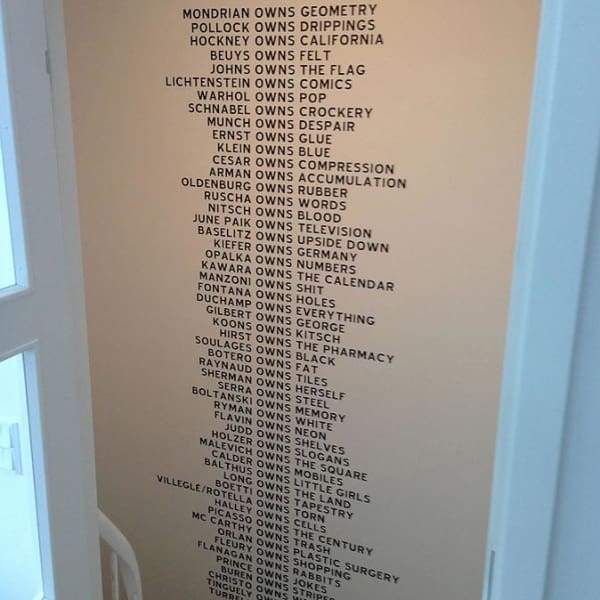 MONDRIAN OWNS GEOMETRY
POLLOCK OWNS DRIPPINGS
HOCKNEY OWNS CALIFORNIA
BEUYS OWNS FELT
JOHNS OWNS THE FLAG
LICHTENSTEIN OWNS COMICS
WARHOL OWNS POP
SCHNABEL OWNS CROCKERY
MUNCH OWNS DESPAIR
ERNST OWNS GLUE
KLEIN OWNS BLUE
CESAR OWNS COMPRESSION
ARMAN OWNS ACCUMULATION
OLDENBURG OWNS RUBBER
RUSCHA OWNS WORDS
NITSCH OWNS BLOOD
JUNE PAIK OWNS TELEVISION
BASELITZ OWNS UPSIDE DOWN
KIEFER OWNS GERMANY
OPALKA OWNS NUMBERS
KAWARA OWNS THE CALENDAR
MANZONI OWNS SHIT
FONTANA OWNS HOLES
DUCHAMP OWNS EVERYTHING
GILBERT OWNS GEORGE
KOONS OWNS KITSCH
HIRST OWNS THE PHARMACY
SOULAGES OWNS BLACK
BOTERO OWNS FAT
RAYNAUD OWNS TILES
SHERMAN OWNS HERSELF
SERRA OWNS STEEL
BOLTANSKI OWNS MEMORY
RYMAN OWNS WHITE
FLAVIN OWNS NEON
JUDD OWNS SHELVES
HOLZER OWNS SLOGANS
MALEVICH OWNS THE SQUARE
CALDER OWNS MOBILES
BALTHUS OWNS LITTLE GIRLS
LONG OWNS THE LAND
BOETTI OWNS TAPESTRY
VILLEGLÉ/ROTELLA OWNS TORN
HALLEY OWNS CELLS
PICASSO OWNS THE CENTURY
MC CARTHY OWNS TRASH
ORLAN OWNS PLASTIC SURGERY
FLEURY OWNS SHOPPING
FLANAGAN OWNS RABBITS
PRINCE OWNS JOKES
BUREN OWNS STRIPES
CHRISTO OWNS
TINGUELY OWNS